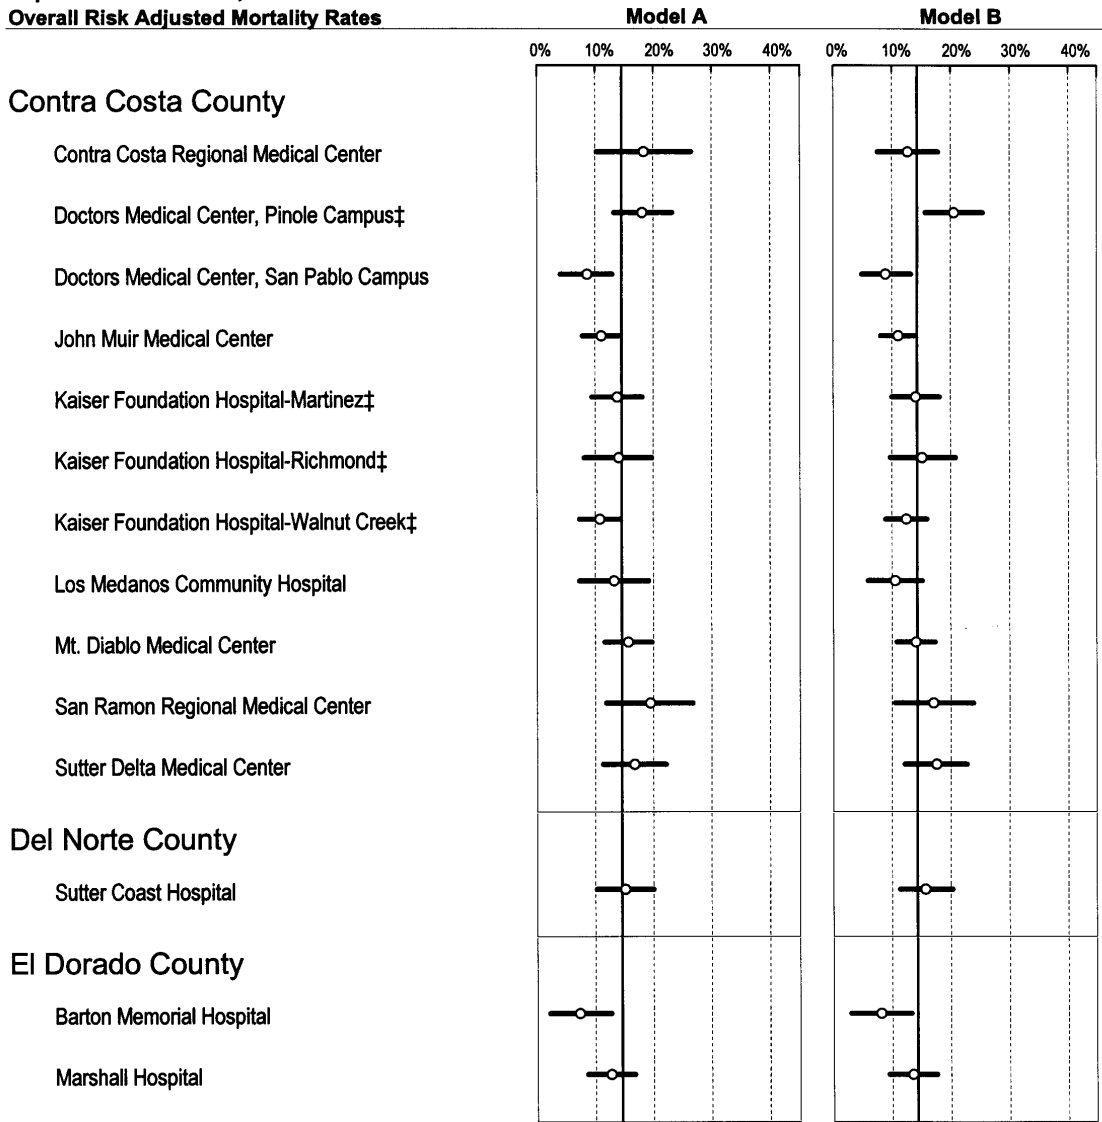 Overall Risk Adjusted Mortality Rates Model A Model B
0% 10% 20% 30% 40% 0% 10% 20% 30% 40%
Contra Costa County
Contra Costa Regional Medical Center
Doctors Medical Center, Pinole Campus‡
Doctors Medical Center, San Pablo Campus
John Muir Medical Center
Kaiser Foundation Hospital-Martinez‡
Kaiser Foundation Hospital-Richmond‡
Kaiser Foundation Hospital-Walnut Creek‡
Los Medanos Community Hospital
Mt. Diablo Medical Center
San Ramon Regional Medical Center
Sutter Delta Medical Center
Del Norte County
Sutter Coast Hospital
El Dorado County
Barton Memorial Hospital
Marshall Hospital